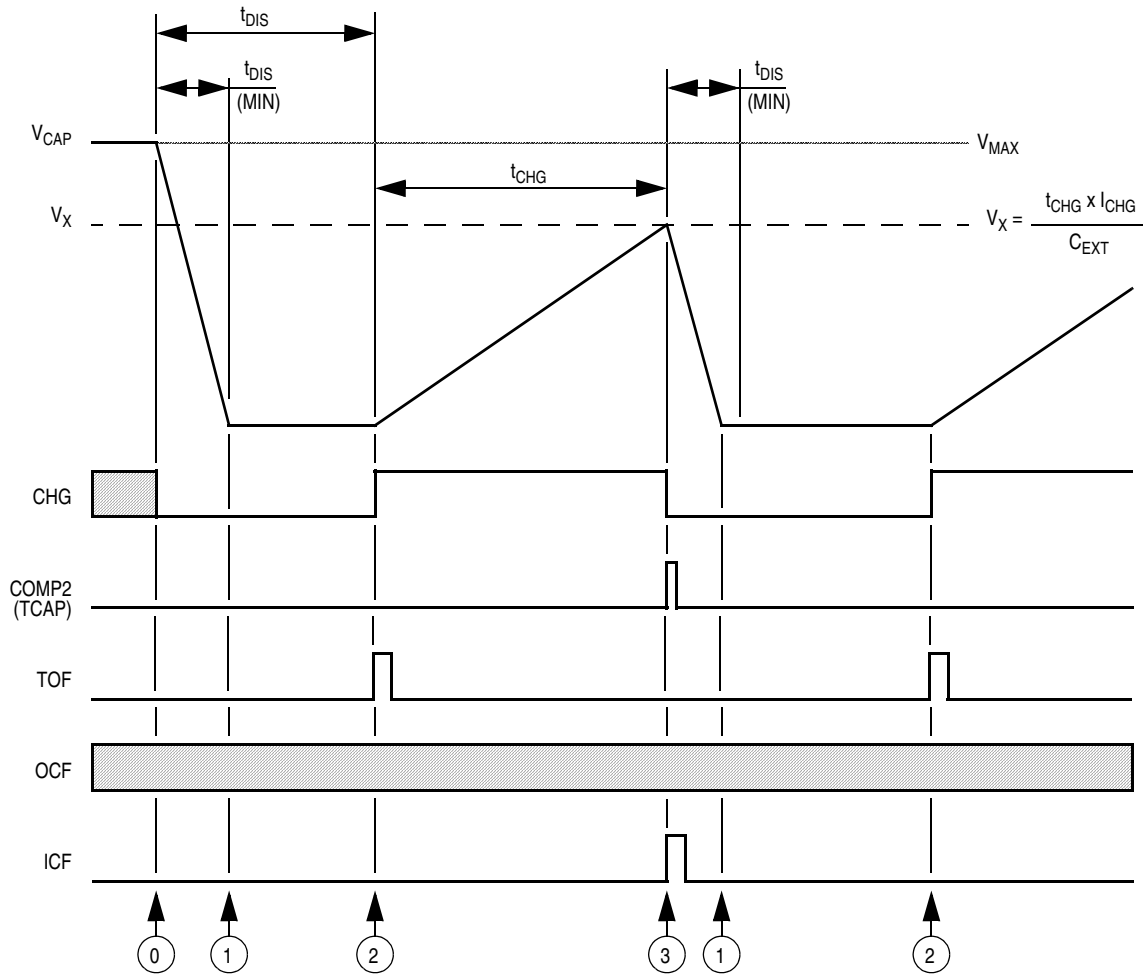 tDIS
tDIS
(MIN)
tDIS
(MIN)
VCAP
VMAX
tCHG
VX
VX = tCHG x ICHG
CEXT
CHG
COMP2
(TCAP)
TOF
OCF
ICF
0 1 2 3 1 2